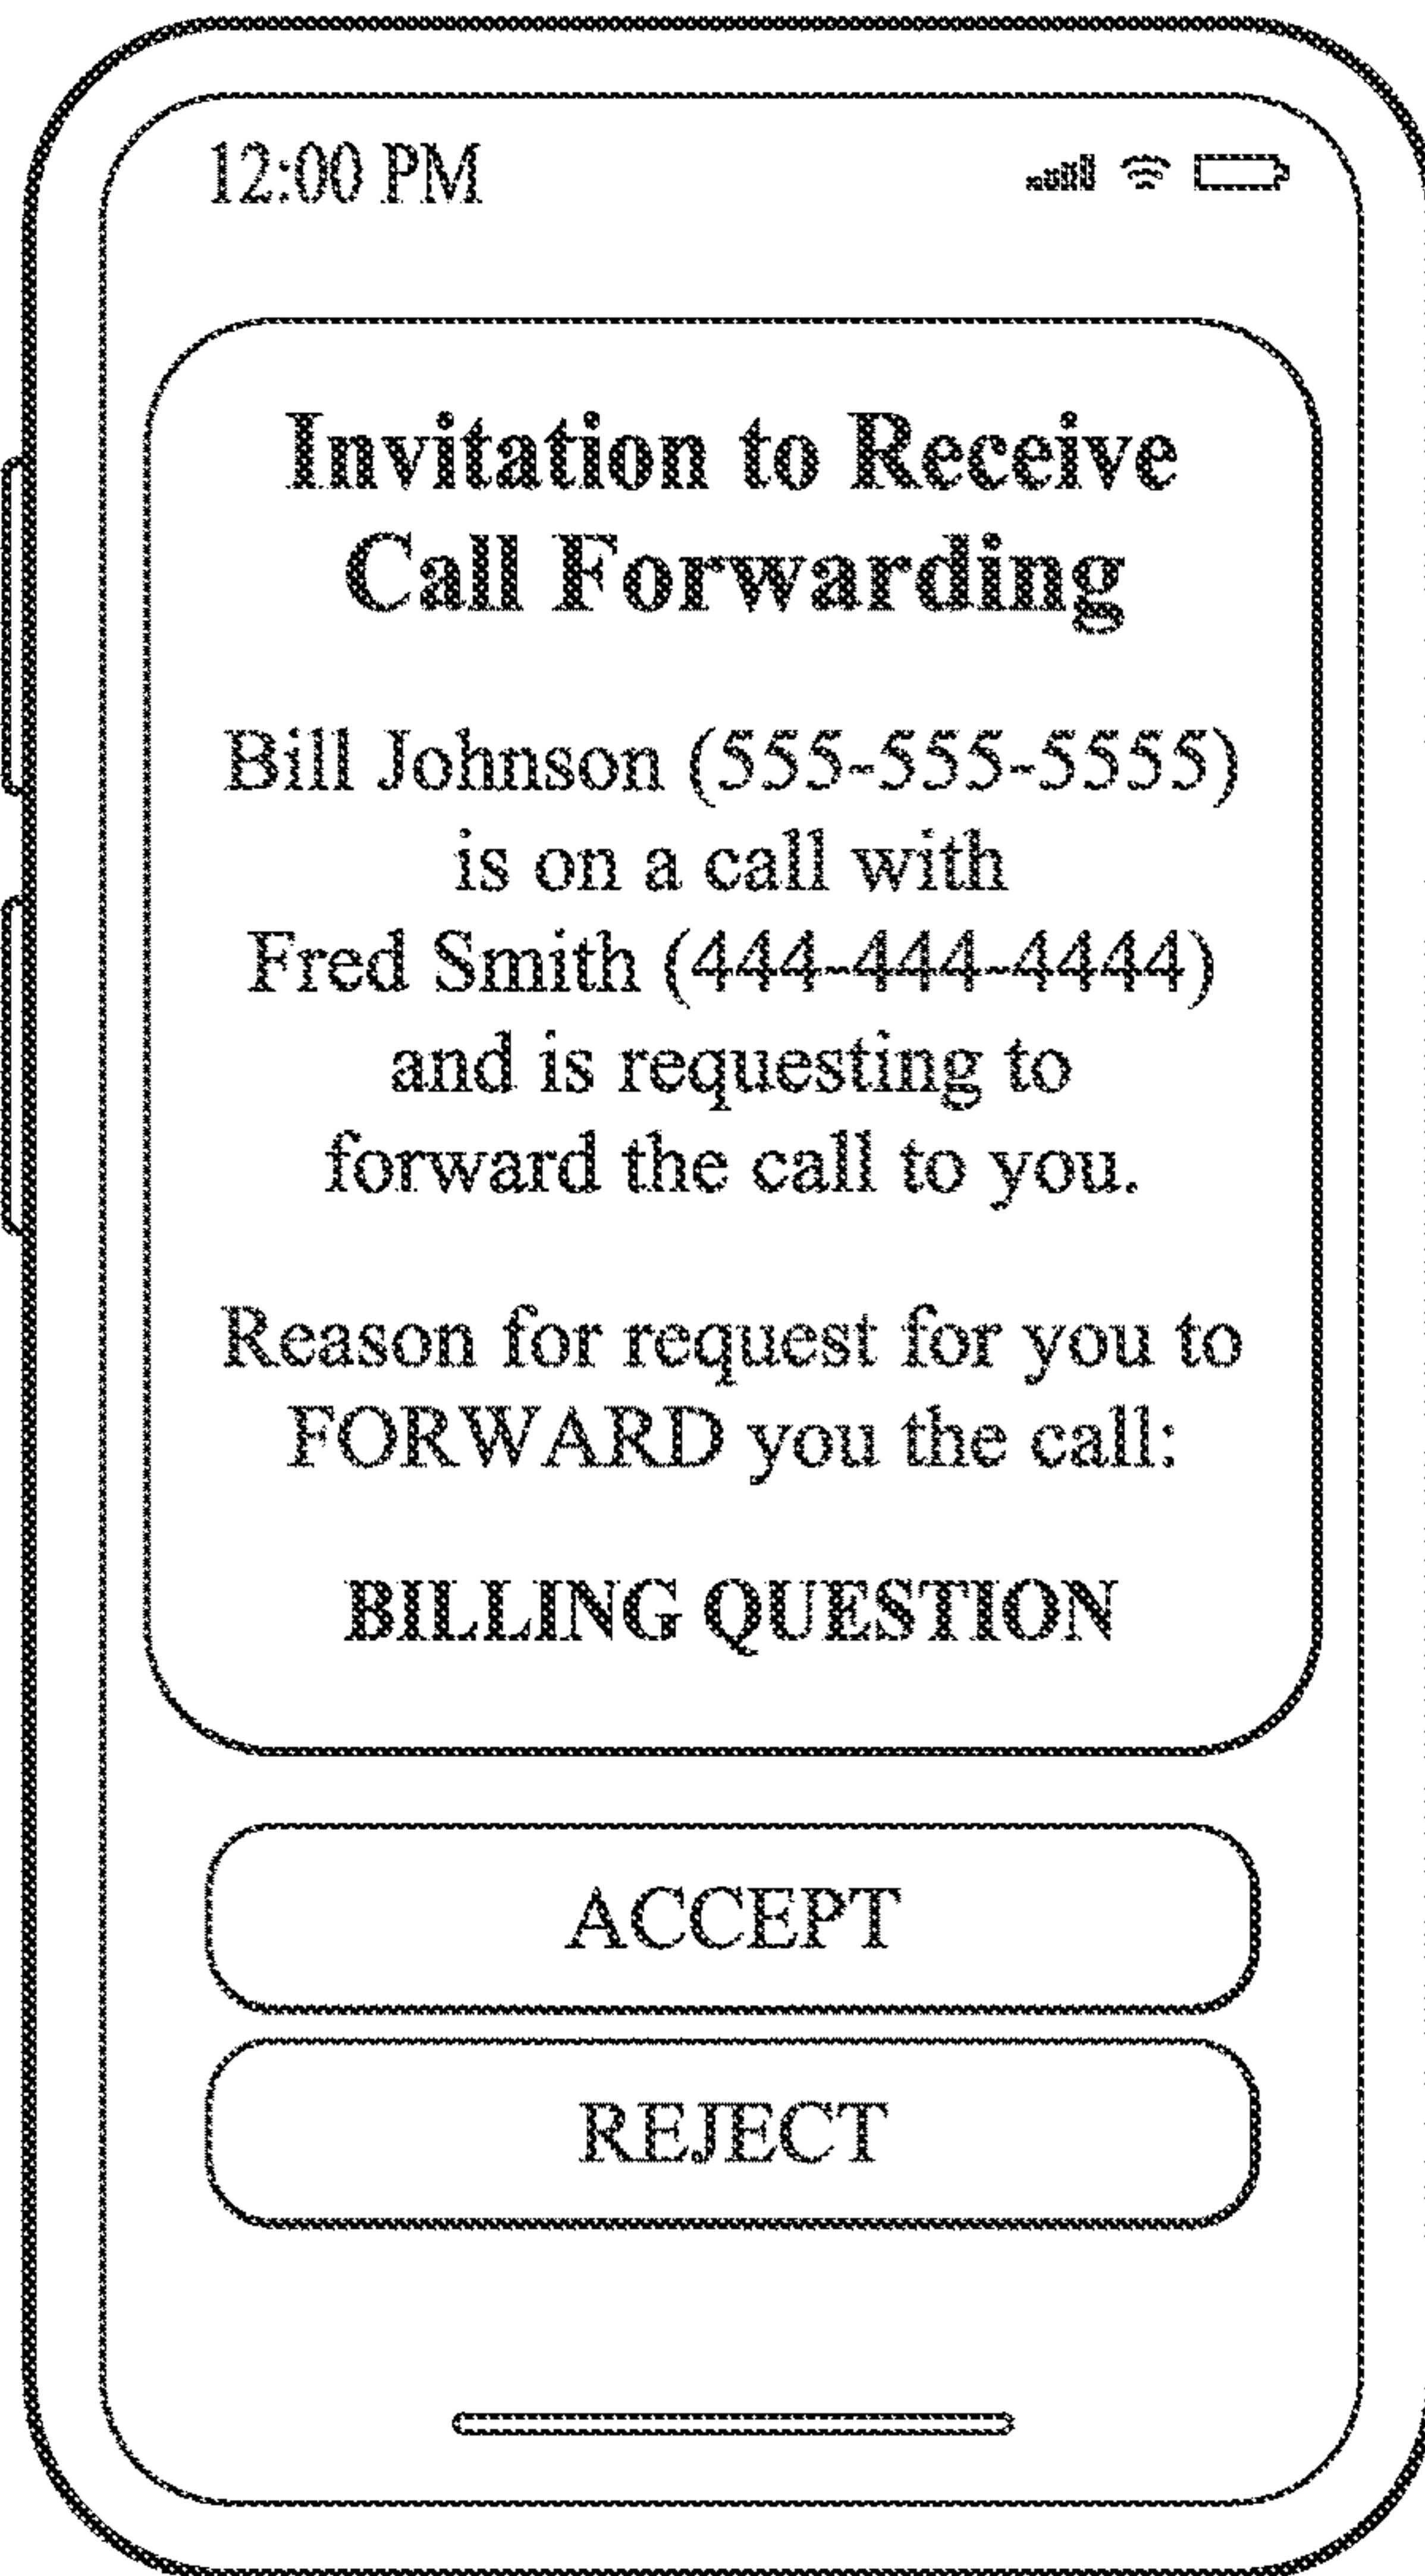 12:00 PM
Invitation to Receive
Call Forwarding
Bill Johnson (555-555-5555)
is on a call with
Fred Smith (444-444-4444)
and is requesting to
forward the call to you.
Reason for request for you to
FORWARD you the call:
BILLING QUESTION
ACCEPT
REJECT